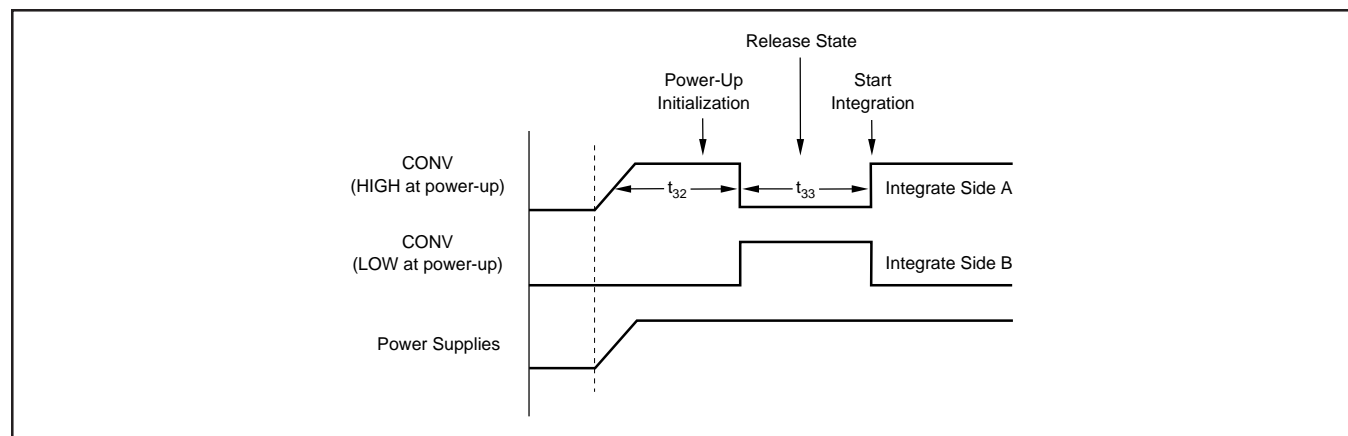 Release State
Power-Up
Initialization
Start
Integration
CONV
(HIGH at power-up)
t32
t33
Integrate Side A
CONV
(LOW at power-up)
Integrate Side B
Power Supplies